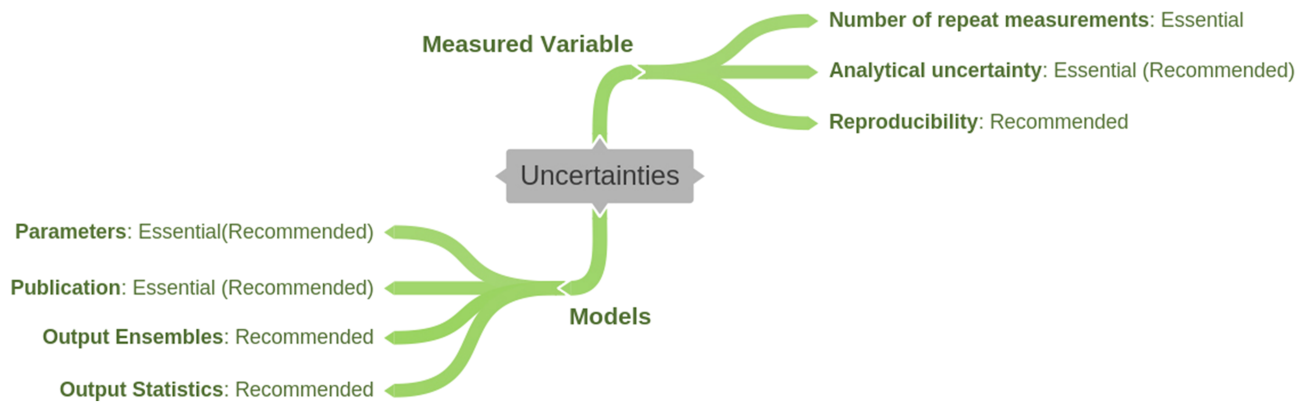 Measured Variable
Number of repeat measurements: Essential
Analytical uncertainty: Essential (Recommended)
Reproducibility: Recommended
Uncertainties
Parameters: Essential(Recommended)
Publication: Essential (Recommended)
Output Ensembles: Recommended
Output Statistics: Recommended
Models